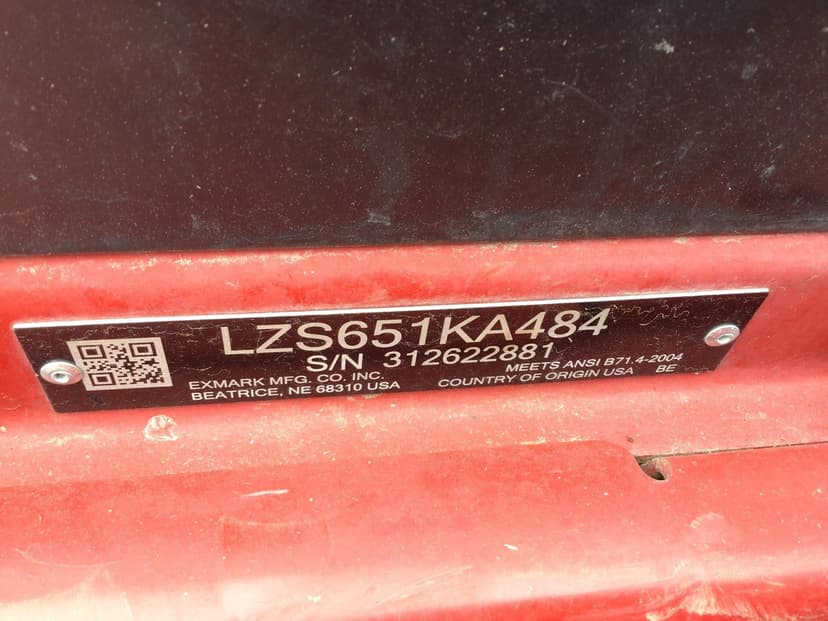 LZS651KA484
S/N 312622881
EXMARK MFG. CO. INC.
BEATRICE, NE 68310 USA
MEETS ANSI B71.4-2004
COUNTRY OF ORIGIN USA BE